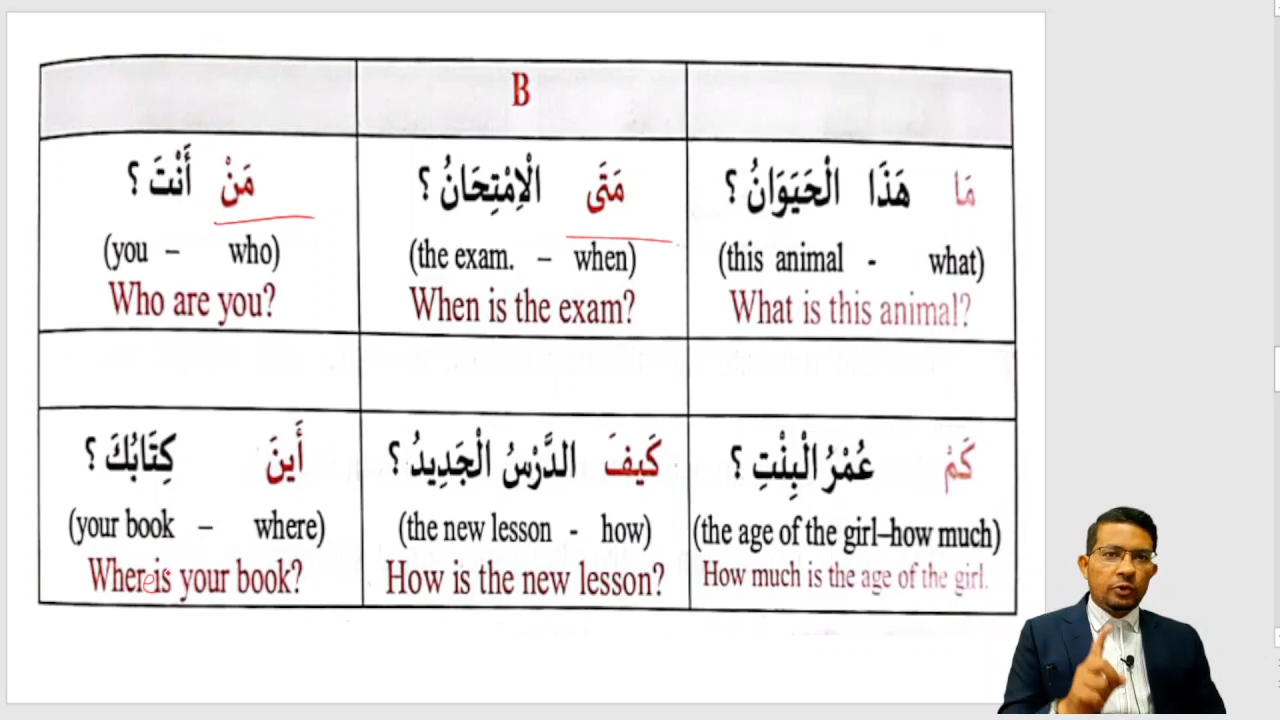 B
مَنْ أَنْتَ ؟
(you – who)
Who are you?
مَتَى الْاِمْتِحَانُ ؟
(the exam. – when)
When is the exam?
مَا هَذَا الْحَيَوَانُ ؟
(this animal - what)
What is this animal?
أَينَ كِتَابُكَ ؟
(your book – where)
Where is your book?
كَيفَ الدَّرْسُ الْجَدِيدُ ؟
(the new lesson - how)
How is the new lesson?
كَمْ عُمْرُ الْبِنْتِ ؟
(the age of the girl–how much)
How much is the age of the girl.